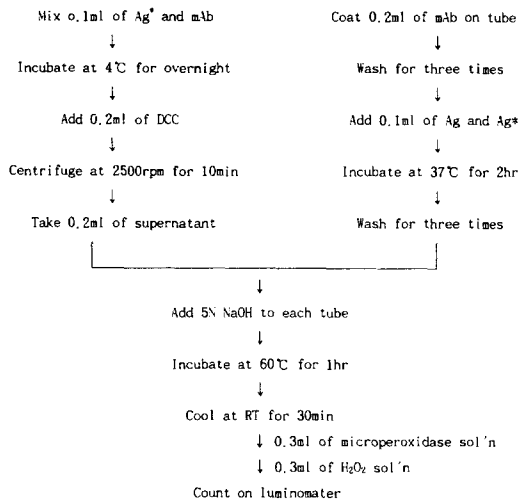 Mix 0.1ml of Ag* and mAb
↓
Incubate at 4℃ for overnight
↓
Add 0.2ml of DCC
↓
Centrifuge at 2500rpm for 10min
↓
Take 0.2ml of supernatant
Coat 0.2ml of mAb on tube
↓
Wash for three times
↓
Add 0.1ml of Ag and Ag*
↓
Incubate at 37℃ for 2hr
↓
Wash for three times
↓
Add 5N NaOH to each tube
↓
Incubate at 60℃ for 1hr
↓
Cool at RT for 30min
↓ 0.3ml of microperoxidase sol'n
↓ 0.3ml of H₂O₂ sol'n
Count on luminomater